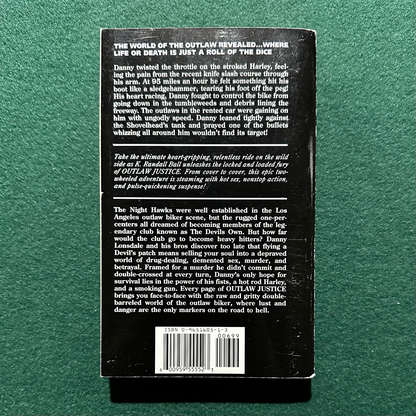 THE WORLD OF THE OUTLAW REVEALED...WHERE
LIFE OR DEATH IS JUST A ROLL OF THE DICE
Danny twisted the throttle on the stroked Harley, feel-
ing the pain from the recent knife slash course through
his arm. At 95 miles an hour he felt something hit his
boot like a sledgehammer, tearing his foot off the peg!
His heart racing, Danny fought to control the bike from
going down in the tumbleweeds and debris lining the
freeway. The outlaws in the rented car were gaining on
him with ungodly speed. Danny leaned tightly against
the Shovelhead's tank and prayed one of the bullets
whizzing all around him wouldn't find its target!
Take the ultimate heart-gripping, relentless ride on the wild
side as K. Randall Ball unleashes the locked and loaded fury
of OUTLAW JUSTICE. From cover to cover, this epic two-
wheeled adventure is steaming with hot sex, nonstop action,
and pulse-quickening suspense!
The Night Hawks were well established in the Los
Angeles outlaw biker scene, but the rugged one-per-
centers all dreamed of becoming members of the
legendary club known as The Devils Own. But how far
would the club go to become heavy hitters? Danny
Lonsdale and his bros discover too late that flying a
Devil's patch means selling your soul into a depraved
world of drug-dealing, demented sex, murder, and
betrayal. Framed for a murder he didn't commit and
double-crossed at every turn, Danny's only hope for
survival lies in the power of his fists, a hot rod Harley,
and a smoking gun. Every page of OUTLAW JUSTICE
brings you face-to-face with the raw and gritty double-
barreled world of the outlaw biker, where lust and
danger are the only markers on the road to hell.
ISBN 0-9651605-1-3
00699
6 00959 55552 3